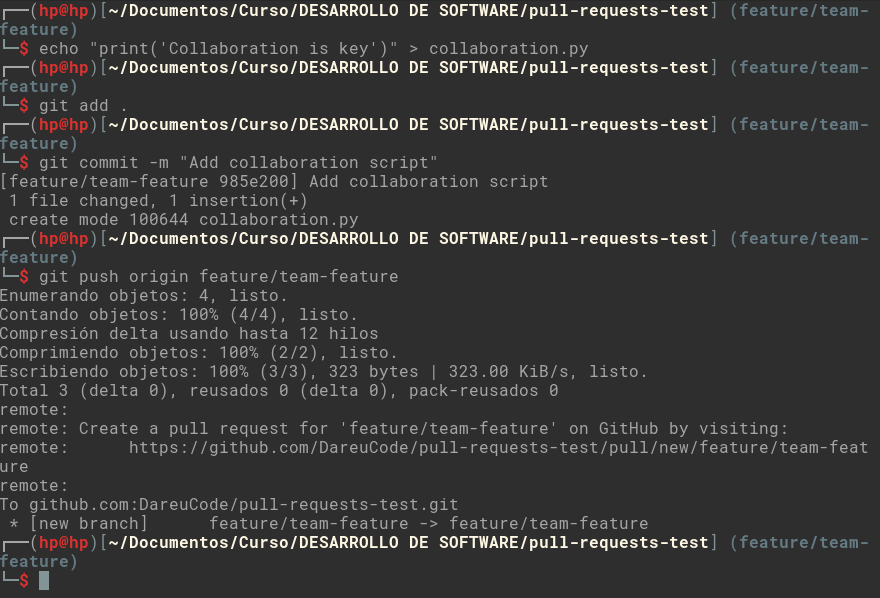 ┌──(hp@hp)[~/Documentos/Curso/DESARROLLO DE SOFTWARE/pull-requests-test] (feature/team-
feature)
└─$ echo "print('Collaboration is key')" > collaboration.py
┌──(hp@hp)[~/Documentos/Curso/DESARROLLO DE SOFTWARE/pull-requests-test] (feature/team-
feature)
└─$ git add .
┌──(hp@hp)[~/Documentos/Curso/DESARROLLO DE SOFTWARE/pull-requests-test] (feature/team-
feature)
└─$ git commit -m "Add collaboration script"
[feature/team-feature 985e200] Add collaboration script
 1 file changed, 1 insertion(+)
 create mode 100644 collaboration.py
┌──(hp@hp)[~/Documentos/Curso/DESARROLLO DE SOFTWARE/pull-requests-test] (feature/team-
feature)
└─$ git push origin feature/team-feature
Enumerando objetos: 4, listo.
Contando objetos: 100% (4/4), listo.
Compresión delta usando hasta 12 hilos
Comprimiendo objetos: 100% (2/2), listo.
Escribiendo objetos: 100% (3/3), 323 bytes | 323.00 KiB/s, listo.
Total 3 (delta 0), reusados 0 (delta 0), pack-reusados 0
remote:
remote: Create a pull request for 'feature/team-feature' on GitHub by visiting:
remote:      https://github.com/DareuCode/pull-requests-test/pull/new/feature/team-feat
ure
remote:
To github.com:DareuCode/pull-requests-test.git
 * [new branch]      feature/team-feature -> feature/team-feature
┌──(hp@hp)[~/Documentos/Curso/DESARROLLO DE SOFTWARE/pull-requests-test] (feature/team-
feature)
└─$